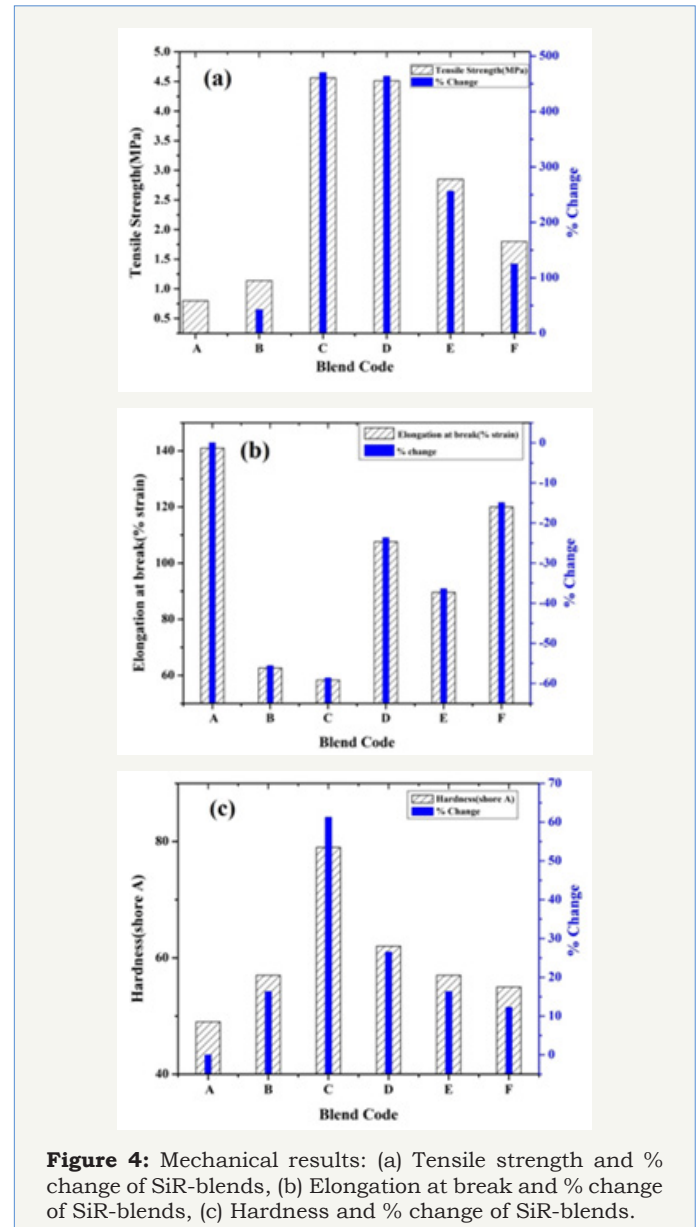 (a)
Tensile Strength(MPa)
% Change
5.0
4.5
4.0
3.5
3.0
2.5
2.0
1.5
1.0
0.5
Tensile Strength(MPa)
500
400
300
200
100
0
% Change
A B C D E F
Blend Code
(b)
Elongation at break(% strain)
% change
140
120
100
80
60
Elongation at break(% strain)
0
-10
-20
-30
-40
-50
-60
% Change
A B C D E F
Blend Code
(c)
Hardness(shore A)
% Change
80
60
40
Hardness(shore A)
70
60
50
40
30
20
10
0
% Change
A B C D E F
Blend Code
Figure 4: Mechanical results: (a) Tensile strength and %
change of SiR-blends, (b) Elongation at break and % change
of SiR-blends, (c) Hardness and % change of SiR-blends.